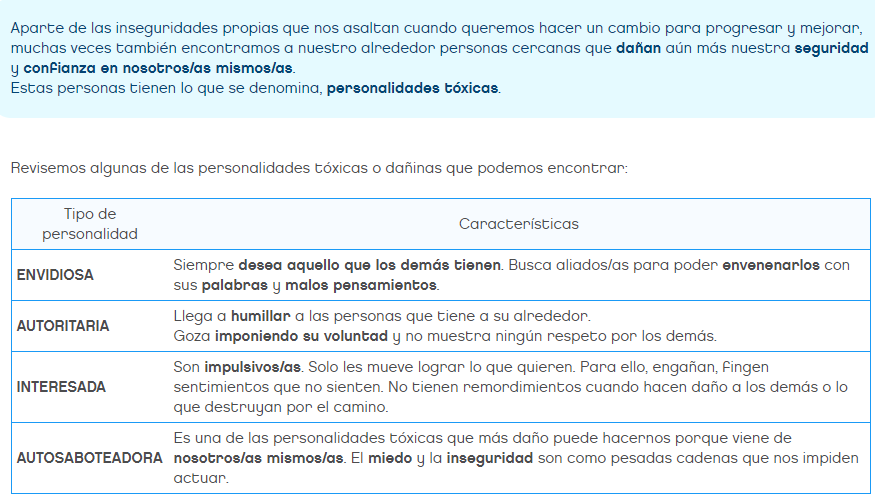 Aparte de las inseguridades propias que nos asaltan cuando queremos hacer un cambio para progresar y mejorar,
muchas veces también encontramos a nuestro alrededor personas cercanas que dañan aún más nuestra seguridad
y confianza en nosotros/as mismos/as.
Estas personas tienen lo que se denomina, personalidades tóxicas.
Revisemos algunas de las personalidades tóxicas o dañinas que podemos encontrar:
Tipo de
personalidad
Características
ENVIDIOSA
Siempre desea aquello que los demás tienen. Busca aliados/as para poder envenenarlos con
sus palabras y malos pensamientos.
AUTORITARIA
Llega a humillar a las personas que tiene a su alrededor.
Goza imponiendo su voluntad y no muestra ningún respeto por los demás.
INTERESADA
Son impulsivos/as. Solo les mueve lograr lo que quieren. Para ello, engañan, fingen
sentimientos que no sienten. No tienen remordimientos cuando hacen daño a los demás o lo
que destruyan por el camino.
AUTOSABOTEADORA
Es una de las personalidades tóxicas que más daño puede hacernos porque viene de
nosotros/as mismos/as. El miedo y la inseguridad son como pesadas cadenas que nos impiden
actuar.